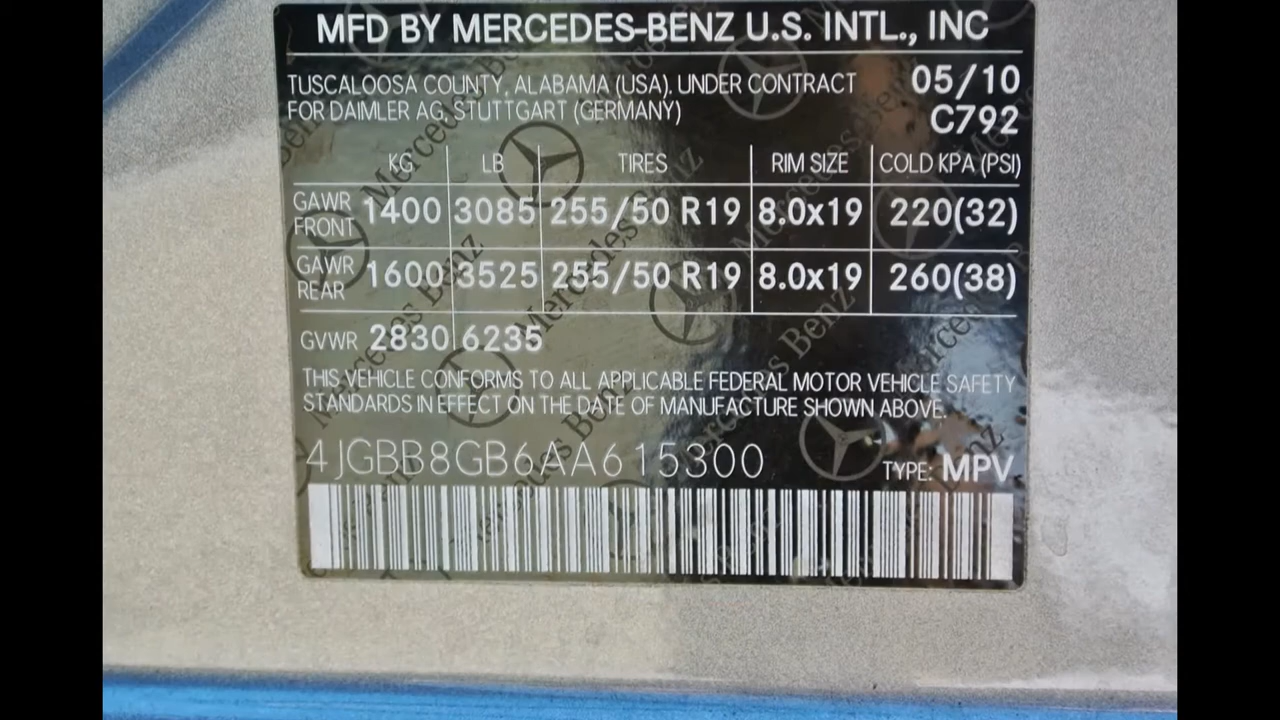 MFD BY MERCEDES-BENZ U.S. INTL., INC
TUSCALOOSA COUNTY, ALABAMA (USA). UNDER CONTRACT 05/10
FOR DAIMLER AG, STUTTGART (GERMANY) C792
KG LB TIRES RIM SIZE COLD KPA (PSI)
GAWR FRONT 1400 3085 255/50 R19 8.0x19 220(32)
GAWR REAR 1600 3525 255/50 R19 8.0x19 260(38)
GVWR 2830 6235
THIS VEHICLE CONFORMS TO ALL APPLICABLE FEDERAL MOTOR VEHICLE SAFETY
STANDARDS IN EFFECT ON THE DATE OF MANUFACTURE SHOWN ABOVE.
4JGBB8GB6AA615300 TYPE: MPV